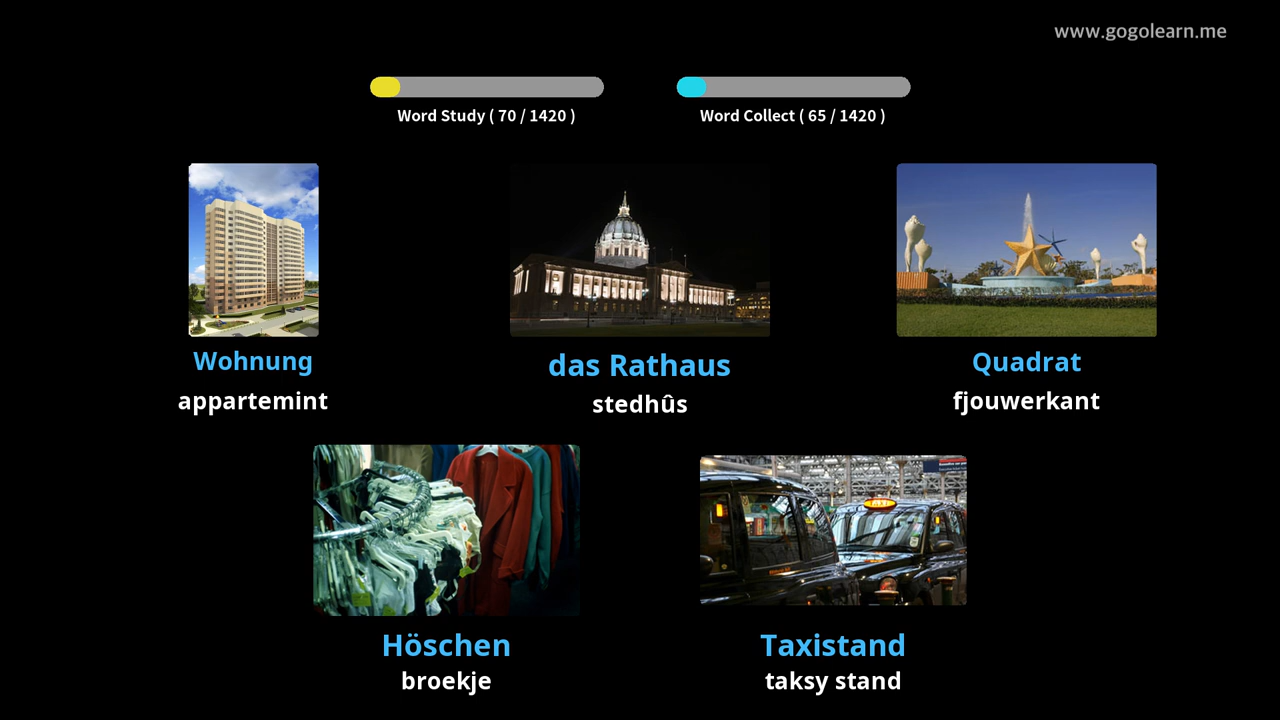 www.gogolearn.me
Word Study ( 70 / 1420 )
Word Collect ( 65 / 1420 )
Wohnung
appartemint
das Rathaus
stedhûs
Quadrat
fjouwerkant
TAXI
Höschen
broekje
Taxistand
taksy stand